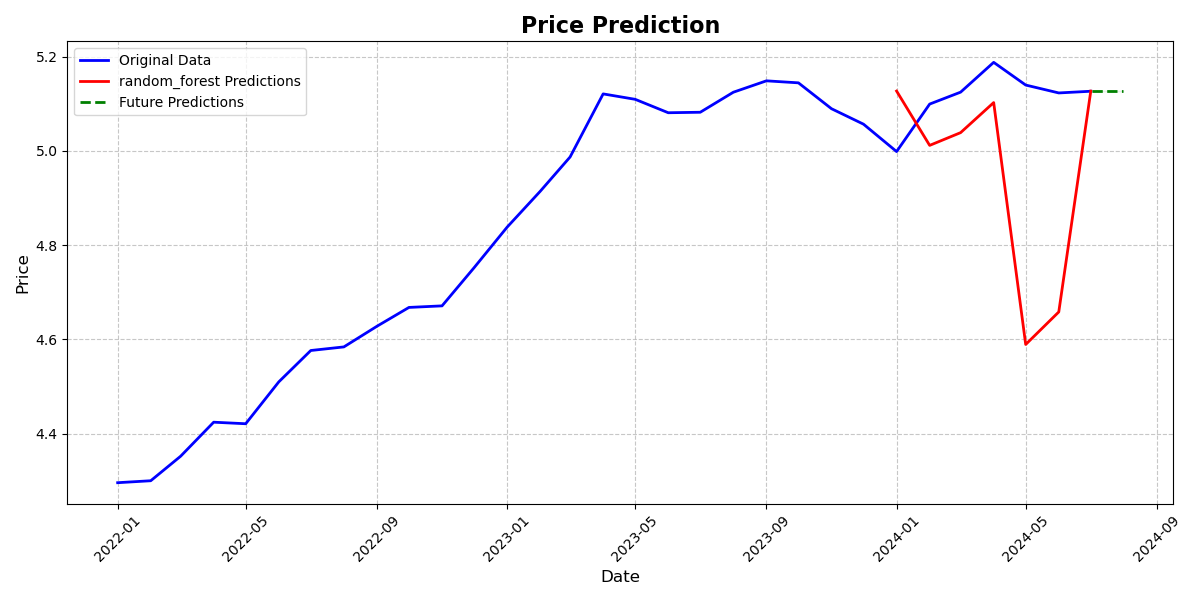 Price Prediction
Original Data
random_forest Predictions
Future Predictions
5.2
5.0
4.8
4.6
4.4
Price
2022-01
2022-05
2022-09
2023-01
2023-05
2023-09
2024-01
2024-05
2024-09
Date